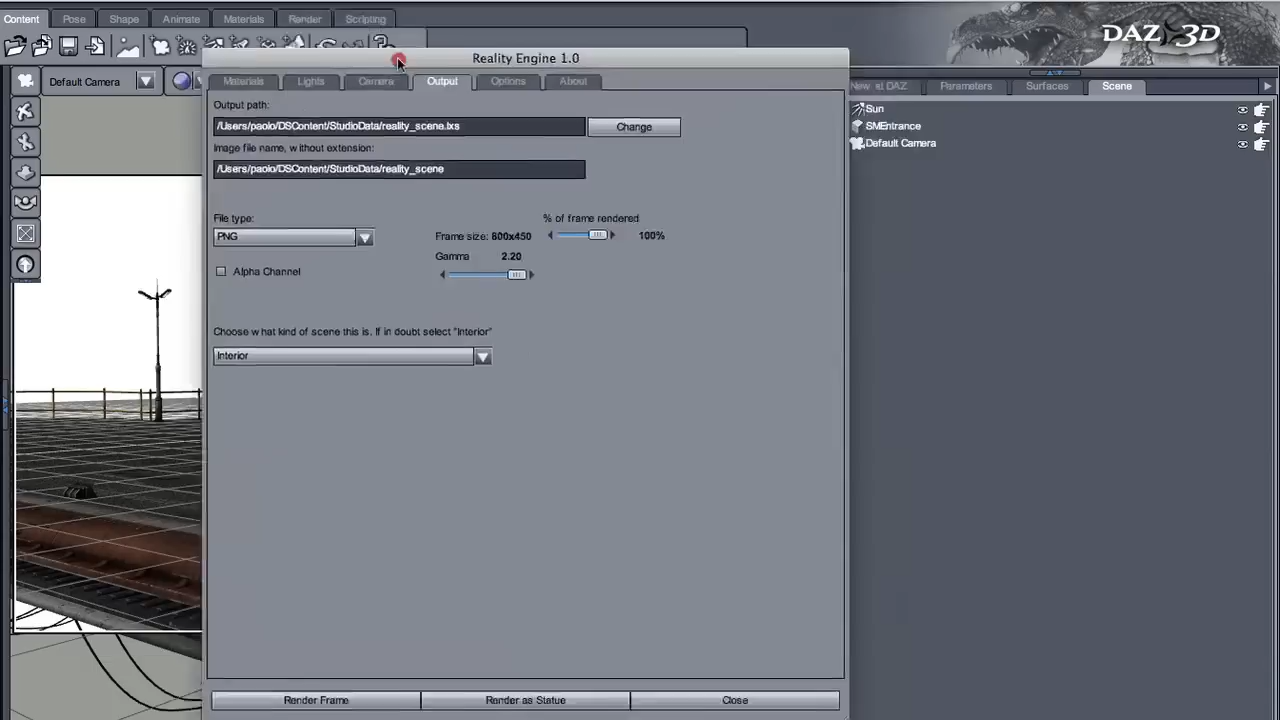 Content Pose Shape Animate Materials Render Scripting
DAZ 3D
Reality Engine 1.0
Default Camera
Materials Lights Camera Output Options About
New at DAZ Parameters Surfaces Scene
Output path:
Sun
/Users/paolo/DSContent/StudioData/reality_scene.lxs Change
SMEntrance
Image file name, without extension:
Default Camera
/Users/paolo/DSContent/StudioData/reality_scene
File type: % of frame rendered
PNG Frame size: 800x450 100%
Gamma 2.20
Alpha Channel
Choose what kind of scene this is. If in doubt select "Interior"
Interior
Render Frame Render as Statue Close